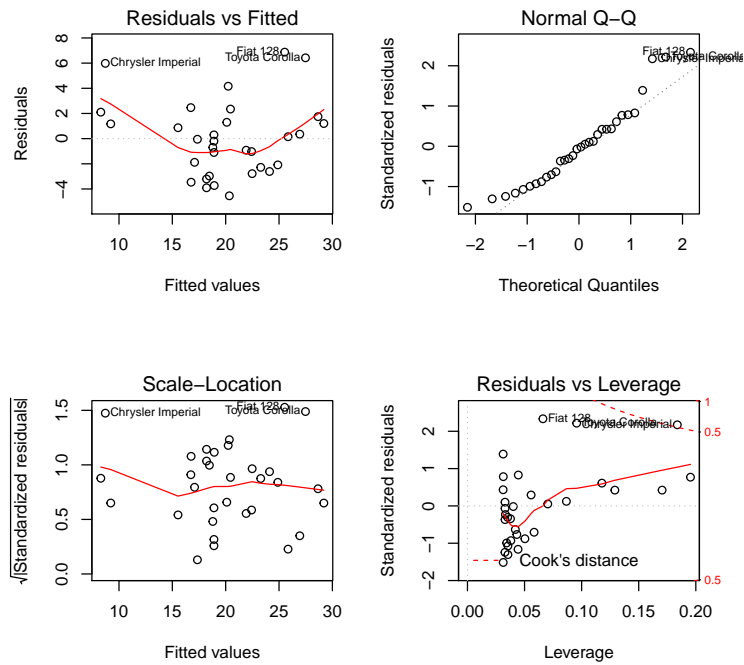 Residuals vs Fitted
Residuals
8
6
4
2
0
−4
Chrysler Imperial
Fiat 128
Toyota Corolla
10 15 20 25 30
Fitted values
Normal Q−Q
Standardized residuals
2
1
0
−1
Fiat 128
Toyota Corolla
Chrysler Imperial
−2 −1 0 1 2
Theoretical Quantiles
Scale−Location
√|Standardized residuals|
1.5
1.0
0.5
0.0
Chrysler Imperial
Fiat 128
Toyota Corolla
10 15 20 25 30
Fitted values
Residuals vs Leverage
Standardized residuals
2
1
0
−1
−2
Fiat 128
Toyota Corolla
Chrysler Imperial
Cook's distance
1
0.5
0.5
0.00 0.05 0.10 0.15 0.20
Leverage